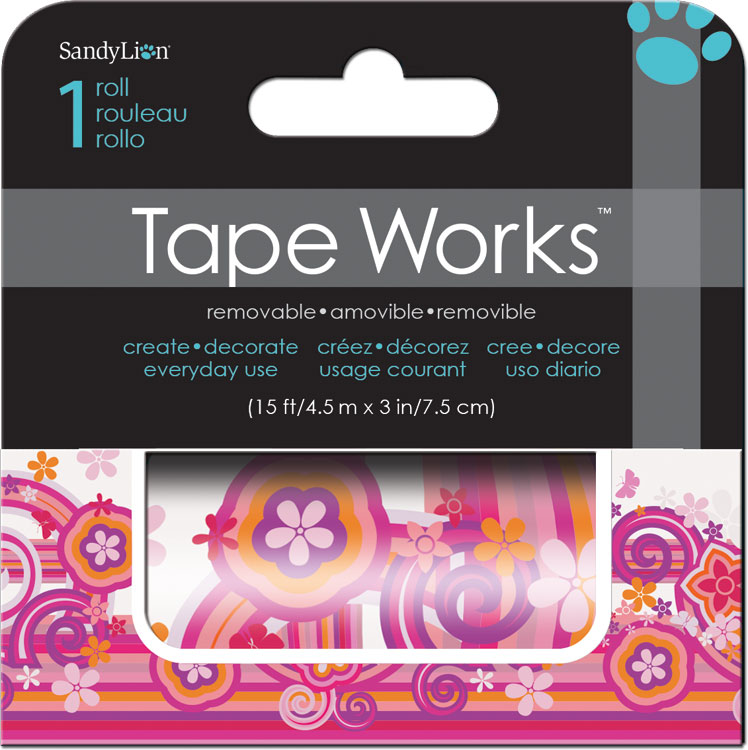 SandyLion®
1 roll
rouleau
rollo
Tape Works™
removable•amovible•removible
create•decorate créez•décorez cree•decore
everyday use usage courant uso diario
(15 ft/4.5 m x 3 in/7.5 cm)